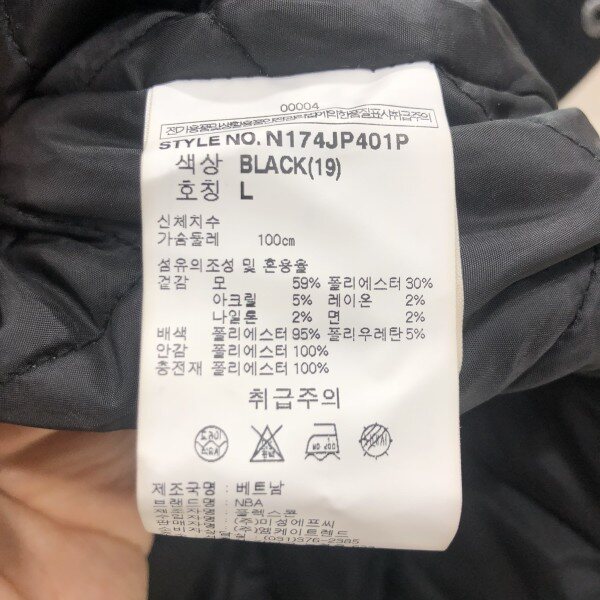 00004
STYLE NO. N174JP401P
색상 BLACK(19)
호칭 L
신체치수
가슴둘레 100㎝
섬유의조성 및 혼용율
겉감 모 59% 폴리에스터 30%
아크릴 5% 레이온 2%
나일론 2% 면 2%
배색 폴리에스터 95% 폴리우레탄 5%
안감 폴리에스터 100%
충전재 폴리에스터 100%
취급주의
드라이
제조국명 : 베트남
브랜드명 : NBA